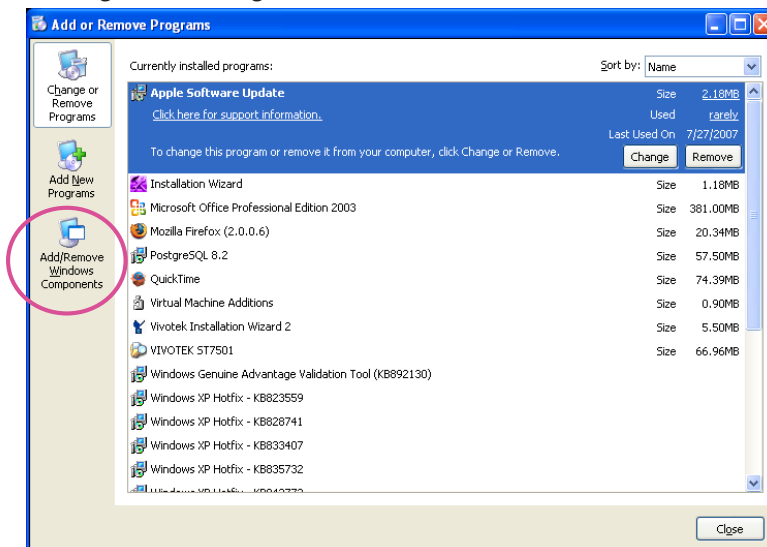 Add or Remove Programs
Change or
Remove
Programs
Add New
Programs
Add/Remove
Windows
Components
Currently installed programs:
Sort by: Name
Apple Software Update Size 2.18MB
Click here for support information. Used rarely
Last Used On 7/27/2007
To change this program or remove it from your computer, click Change or Remove. Change Remove
Installation Wizard Size 1.18MB
Microsoft Office Professional Edition 2003 Size 381.00MB
Mozilla Firefox (2.0.0.6) Size 20.34MB
PostgreSQL 8.2 Size 57.50MB
QuickTime Size 74.39MB
Virtual Machine Additions Size 0.90MB
Vivotek Installation Wizard 2 Size 5.50MB
VIVOTEK ST7501 Size 66.96MB
Windows Genuine Advantage Validation Tool (KB892130)
Windows XP Hotfix - KB823559
Windows XP Hotfix - KB828741
Windows XP Hotfix - KB833407
Windows XP Hotfix - KB835732
Close